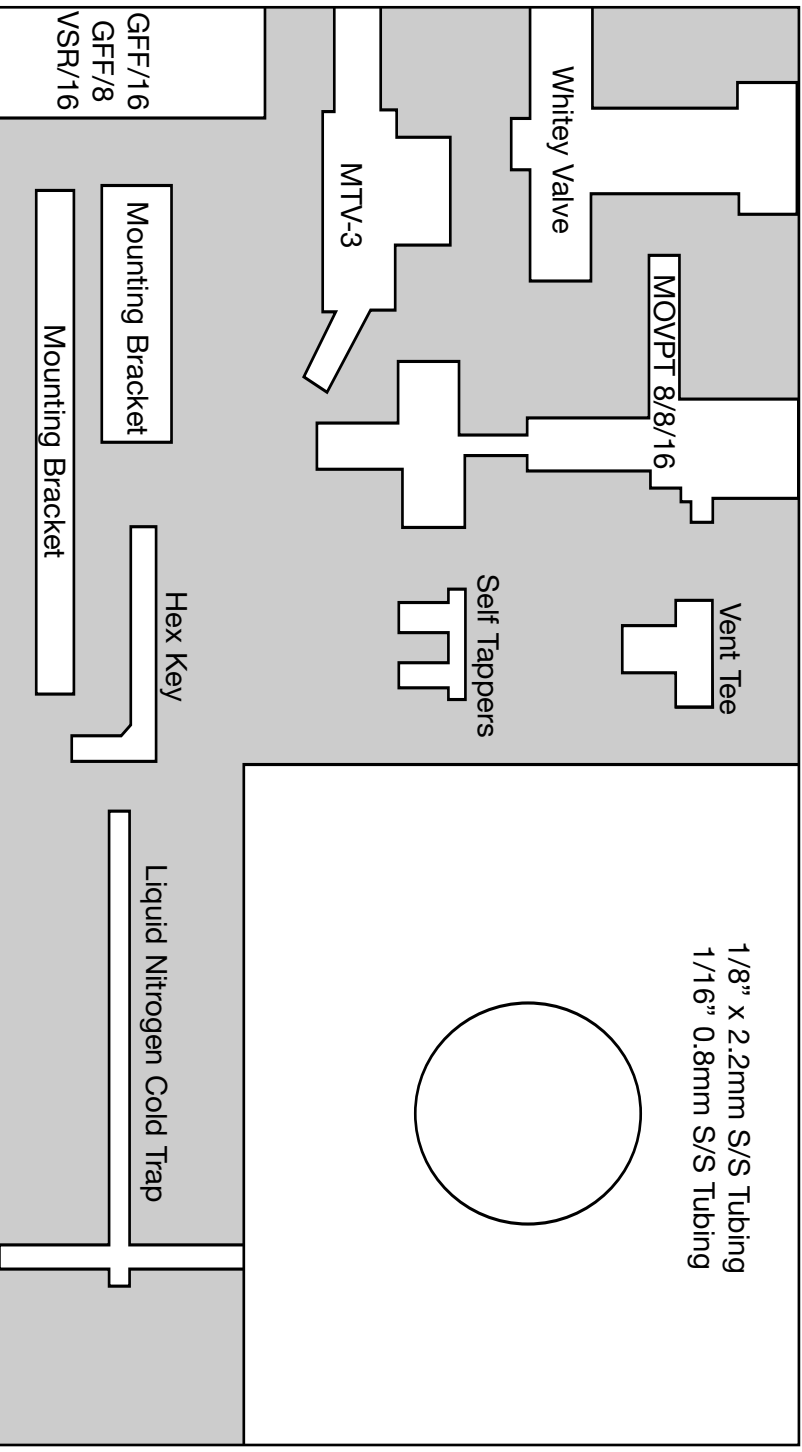 1/8” x 2.2mm S/S Tubing
1/16” 0.8mm S/S Tubing
Vent Tee
MOVPT 8/8/16
Whitey Valve
Self Tappers
MTV-3
Hex Key
Liquid Nitrogen Cold Trap
Mounting Bracket
Mounting Bracket
GFF/16
GFF/8
VSR/16